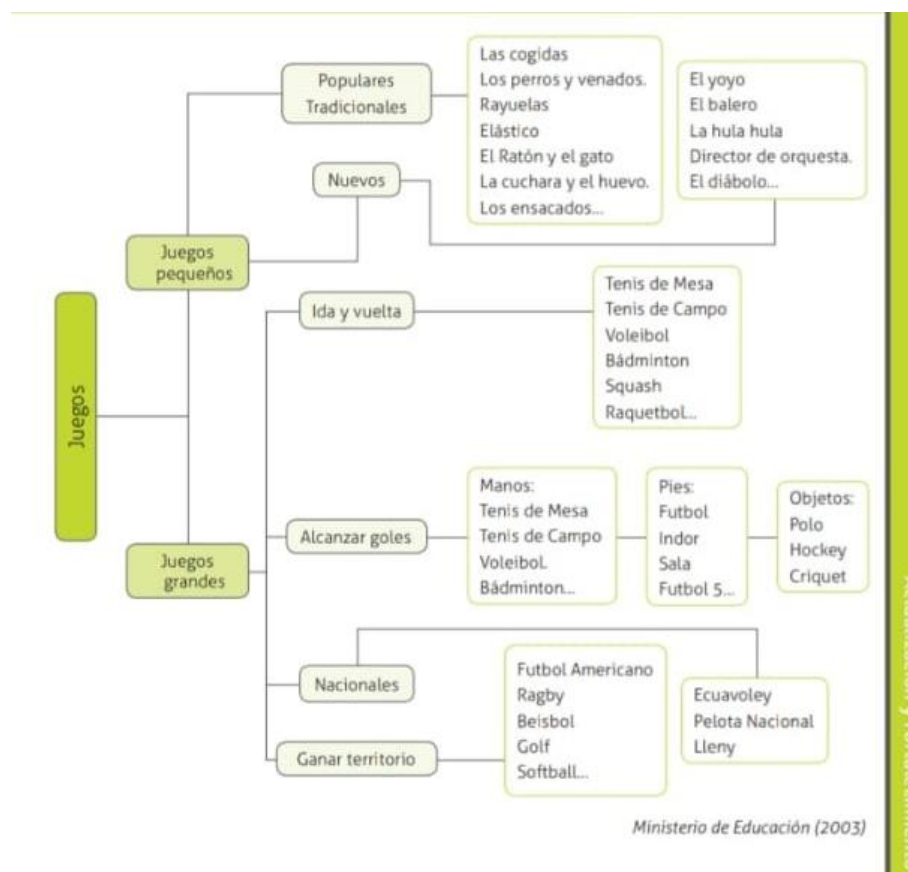 Juegos
Juegos
pequeños
Populares
Tradicionales
Las cogidas
Los perros y venados.
Rayuelas
Elástico
El Ratón y el gato
La cuchara y el huevo.
Los ensacados...
Nuevos
El yoyo
El balero
La hula hula
Director de orquesta.
El diábolo...
Juegos
grandes
Ida y vuelta
Tenis de Mesa
Tenis de Campo
Voleibol
Bádminton
Squash
Raquetbol...
Alcanzar goles
Manos:
Tenis de Mesa
Tenis de Campo
Voleibol.
Bádminton...
Pies:
Futbol
Indor
Sala
Futbol 5...
Objetos:
Polo
Hockey
Criquet
Nacionales
Ecuavoley
Pelota Nacional
Lleny
Ganar territorio
Futbol Americano
Ragby
Beisbol
Golf
Softball...
Ministerio de Educación (2003)